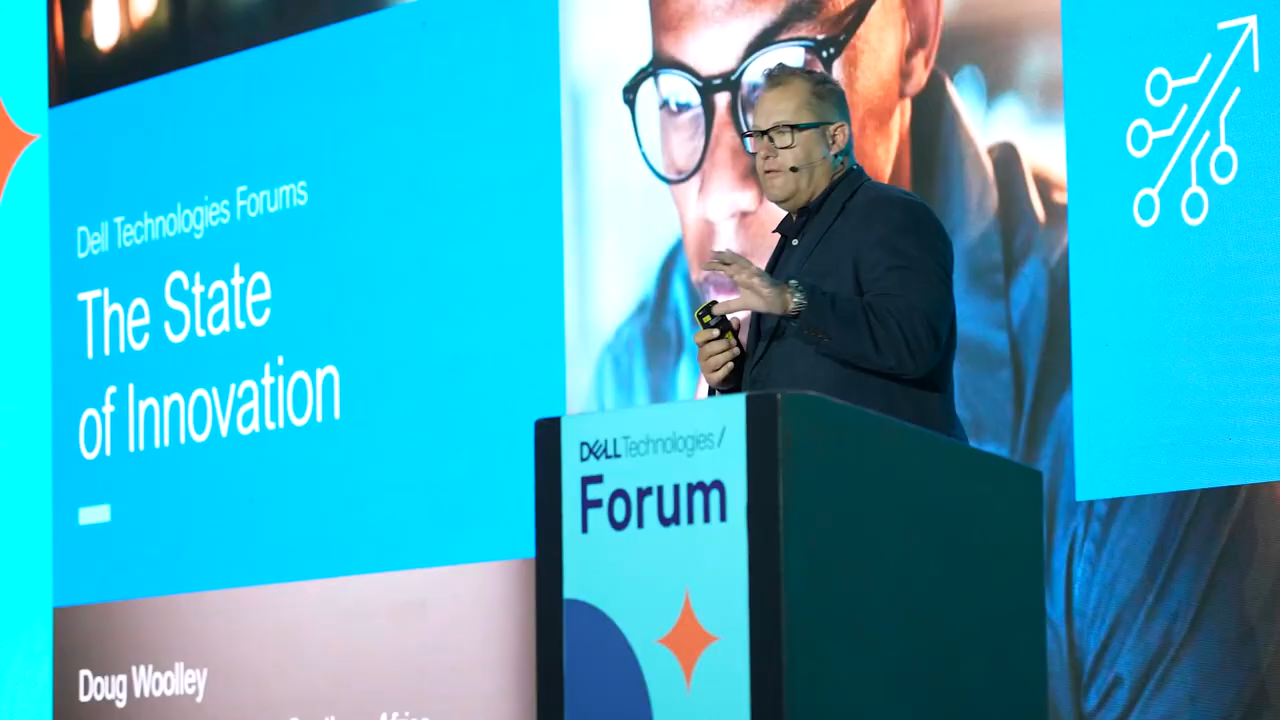 Dell Technologies Forums
The State
of Innovation
Doug Woolley
DELL Technologies /
Forum